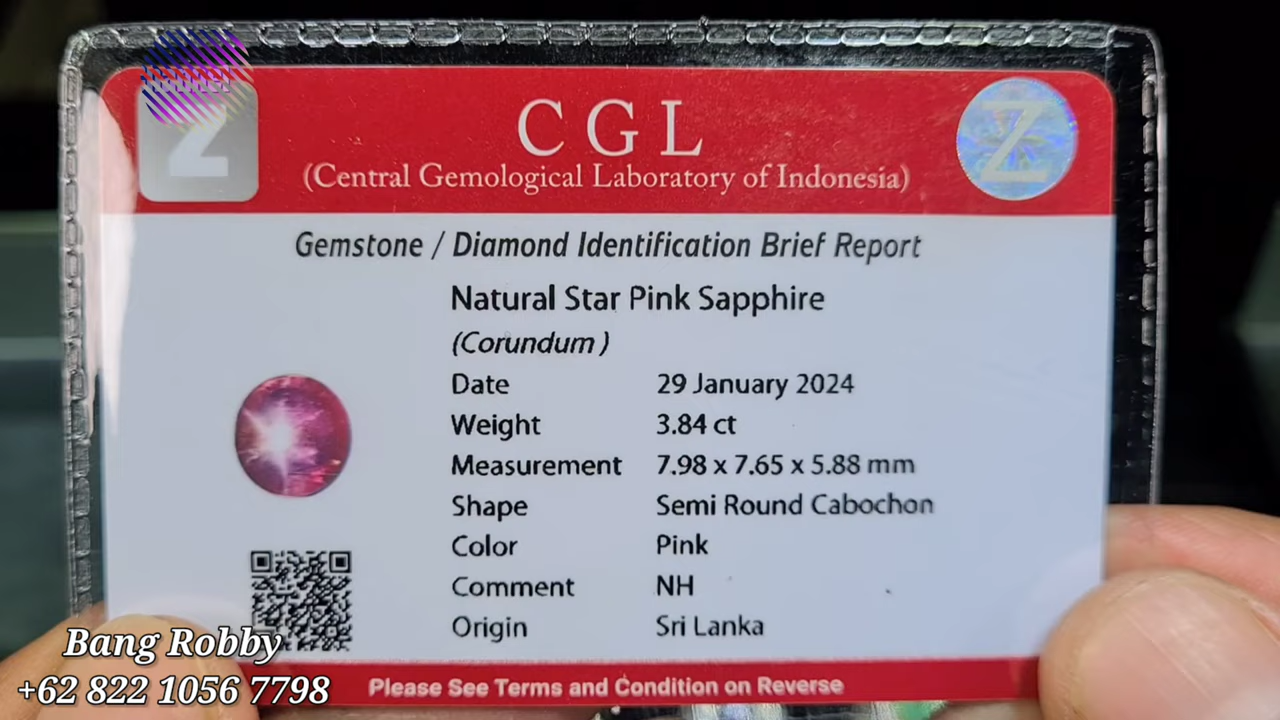 Z
Z
C G L
(Central Gemological Laboratory of Indonesia)
Gemstone / Diamond Identification Brief Report
Natural Star Pink Sapphire
(Corundum)
Date 29 January 2024
Weight 3.84 ct
Measurement 7.98 x 7.65 x 5.88 mm
Shape Semi Round Cabochon
Color Pink
Comment NH
Origin Sri Lanka
Bang Robby
+62 822 1056 7798
Please See Terms and Condition on Reverse